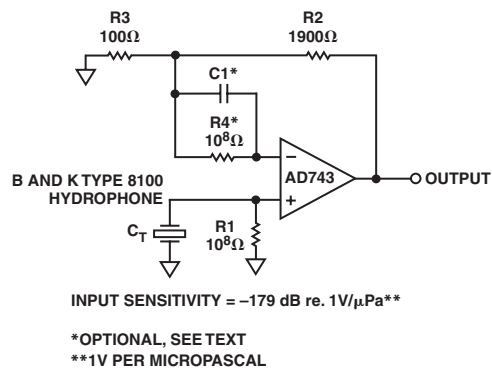 R3
100Ω
R2
1900Ω
C1*
R4*
10⁸Ω
–
AD743
+
OUTPUT
B AND K TYPE 8100
HYDROPHONE
CT
R1
10⁸Ω
INPUT SENSITIVITY = –179 dB re. 1V/μPa**
*OPTIONAL, SEE TEXT
**1V PER MICROPASCAL